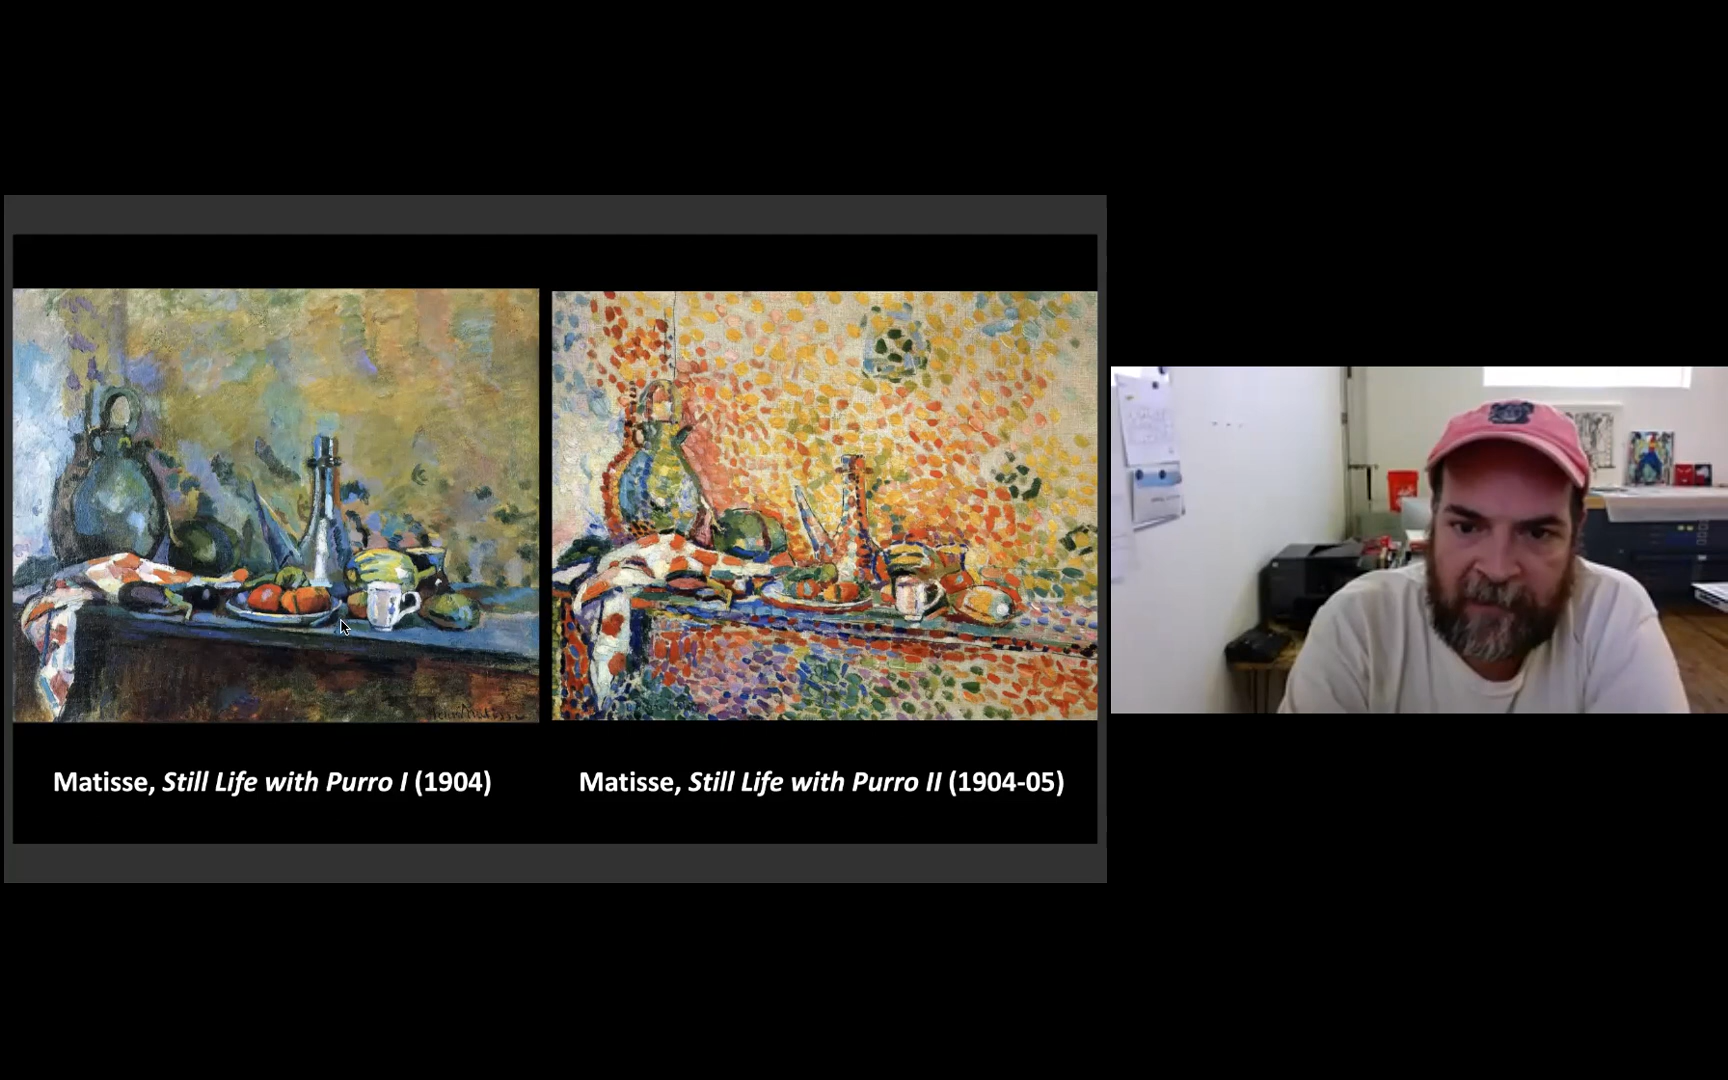 Matisse, Still Life with Purro I (1904)
Matisse, Still Life with Purro II (1904-05)